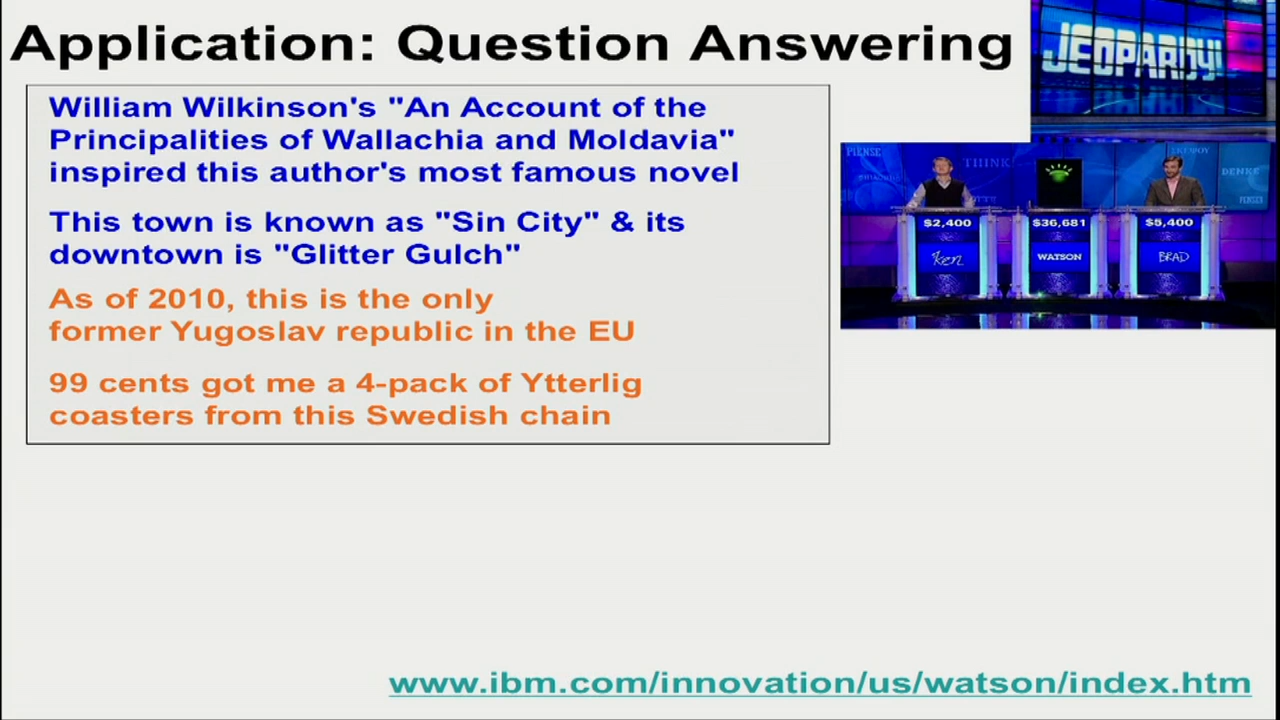 Application: Question Answering
JEOPARDY!
William Wilkinson's "An Account of the
Principalities of Wallachia and Moldavia"
inspired this author's most famous novel
This town is known as "Sin City" & its
downtown is "Glitter Gulch"
As of 2010, this is the only
former Yugoslav republic in the EU
99 cents got me a 4-pack of Ytterlig
coasters from this Swedish chain
PIENSE
THINK
DENKE
$2,400
$36,681
$5,400
Ken
WATSON
BRAD
www.ibm.com/innovation/us/watson/index.htm